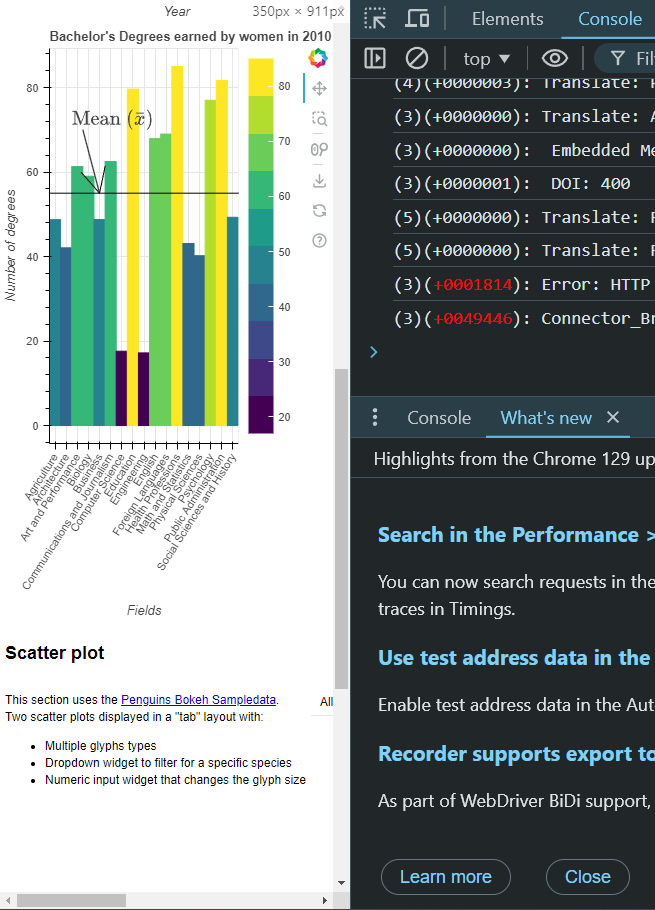 Year
350px × 911px
Bachelor's Degrees earned by women in 2010
Mean (x̄)
80
60
40
20
0
Number of degrees
80
70
60
50
40
30
20
Agriculture
Architecture
Art and Performance
Biology
Business
Communications and Journalism
Computer Science
Education
Engineering
English
Foreign Languages
Health Professions
Math and Statistics
Physical Sciences
Psychology
Public Administration
Social Sciences and History
Fields
Scatter plot
This section uses the Penguins Bokeh Sampledata.
Two scatter plots displayed in a "tab" layout with:
• Multiple glyphs types
• Dropdown widget to filter for a specific species
• Numeric input widget that changes the glyph size
All
Elements
Console
top ▼
(4)(+0000003): Translate:
(3)(+0000000): Translate:
(3)(+0000000): Embedded
(3)(+0000001): DOI: 400
(5)(+0000000): Translate:
(5)(+0000000): Translate:
(3)(+0001814): Error: HTTP
(3)(+0049446): Connector_Br
Console
What's new
Highlights from the Chrome 129 up
Search in the Performance >
You can now search requests in the
traces in Timings.
Use test address data in the
Enable test address data in the Aut
Recorder supports export to
As part of WebDriver BiDi support,
Learn more
Close